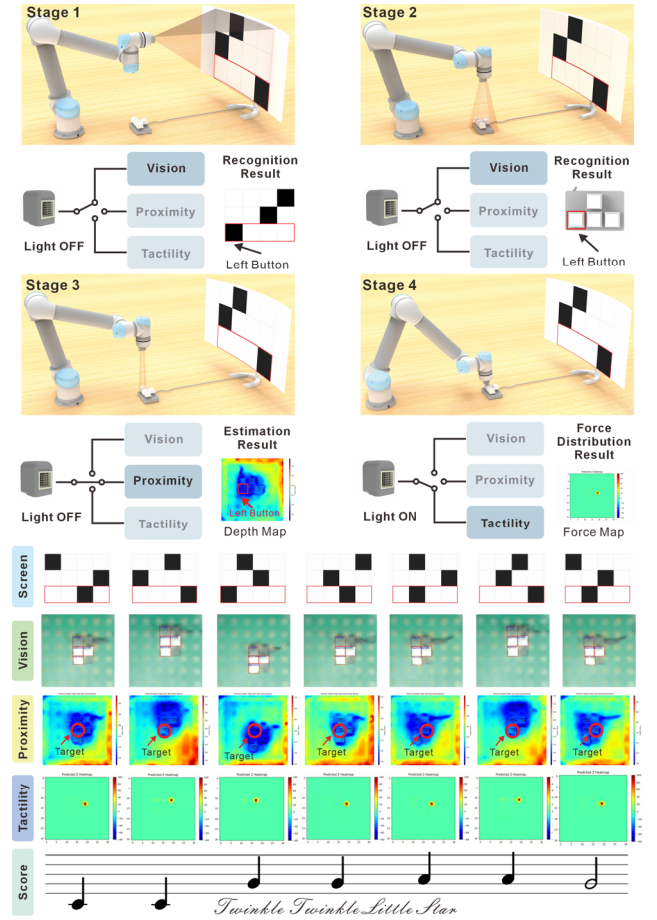 Stage 1
Vision
Proximity
Tactility
Light OFF
Recognition
Result
Left Button
Stage 2
Vision
Proximity
Tactility
Light OFF
Recognition
Result
Left Button
Stage 3
Vision
Proximity
Tactility
Light OFF
Estimation
Result
Left Button
Depth Map
Stage 4
Vision
Proximity
Tactility
Light ON
Force
Distribution
Result
Force Map
Screen
Vision
Proximity
Target
Target
Target
Target
Target
Target
Target
Tactility
Predicted Z Heatmap
Predicted Z Heatmap
Predicted Z Heatmap
Predicted Z Heatmap
Predicted Z Heatmap
Predicted Z Heatmap
Predicted Z Heatmap
Score
Twinkle Twinkle Little Star